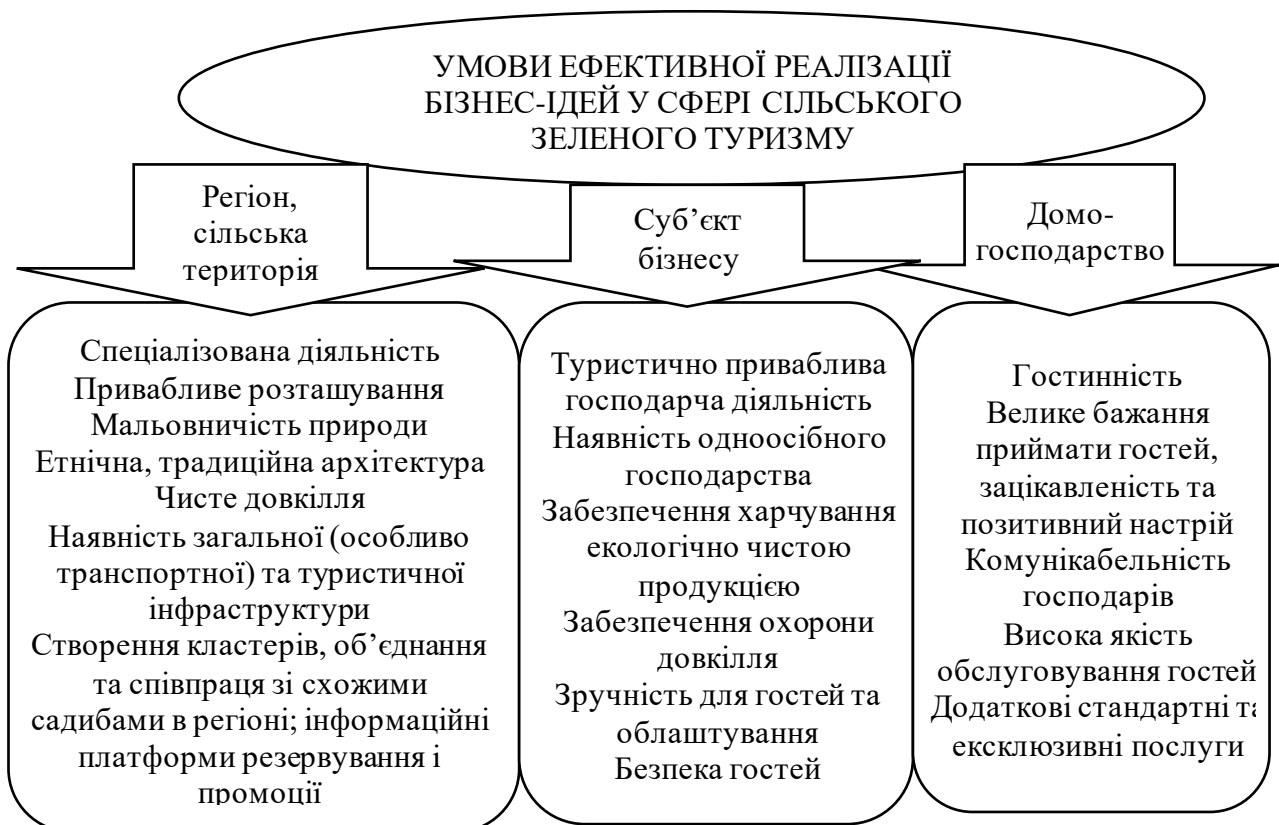 УМОВИ ЕФЕКТИВНОЇ РЕАЛІЗАЦІЇ
БІЗНЕС-ІДЕЙ У СФЕРІ СІЛЬСЬКОГО
ЗЕЛЕНОГО ТУРИЗМУ
Регіон,
сільська
територія
Суб’єкт
бізнесу
Домо-
господарство
Спеціалізована діяльність
Привабливе розташування
Мальовничість природи
Етнічна, традиційна архітектура
Чисте довкілля
Наявність загальної (особливо
транспортної) та туристичної
інфраструктури
Створення кластерів, об’єднання
та співпраця зі схожими
садибами в регіоні; інформаційні
платформи резервування і
промоції
Туристично приваблива
господарча діяльність
Наявність одноосібного
господарства
Забезпечення харчування
екологічно чистою
продукцією
Забезпечення охорони
довкілля
Зручність для гостей та
облаштування
Безпека гостей
Гостинність
Велике бажання
приймати гостей,
зацікавленість та
позитивний настрій
Комунікабельність
господарів
Висока якість
обслуговування гостей
Додаткові стандартні та
ексклюзивні послуги